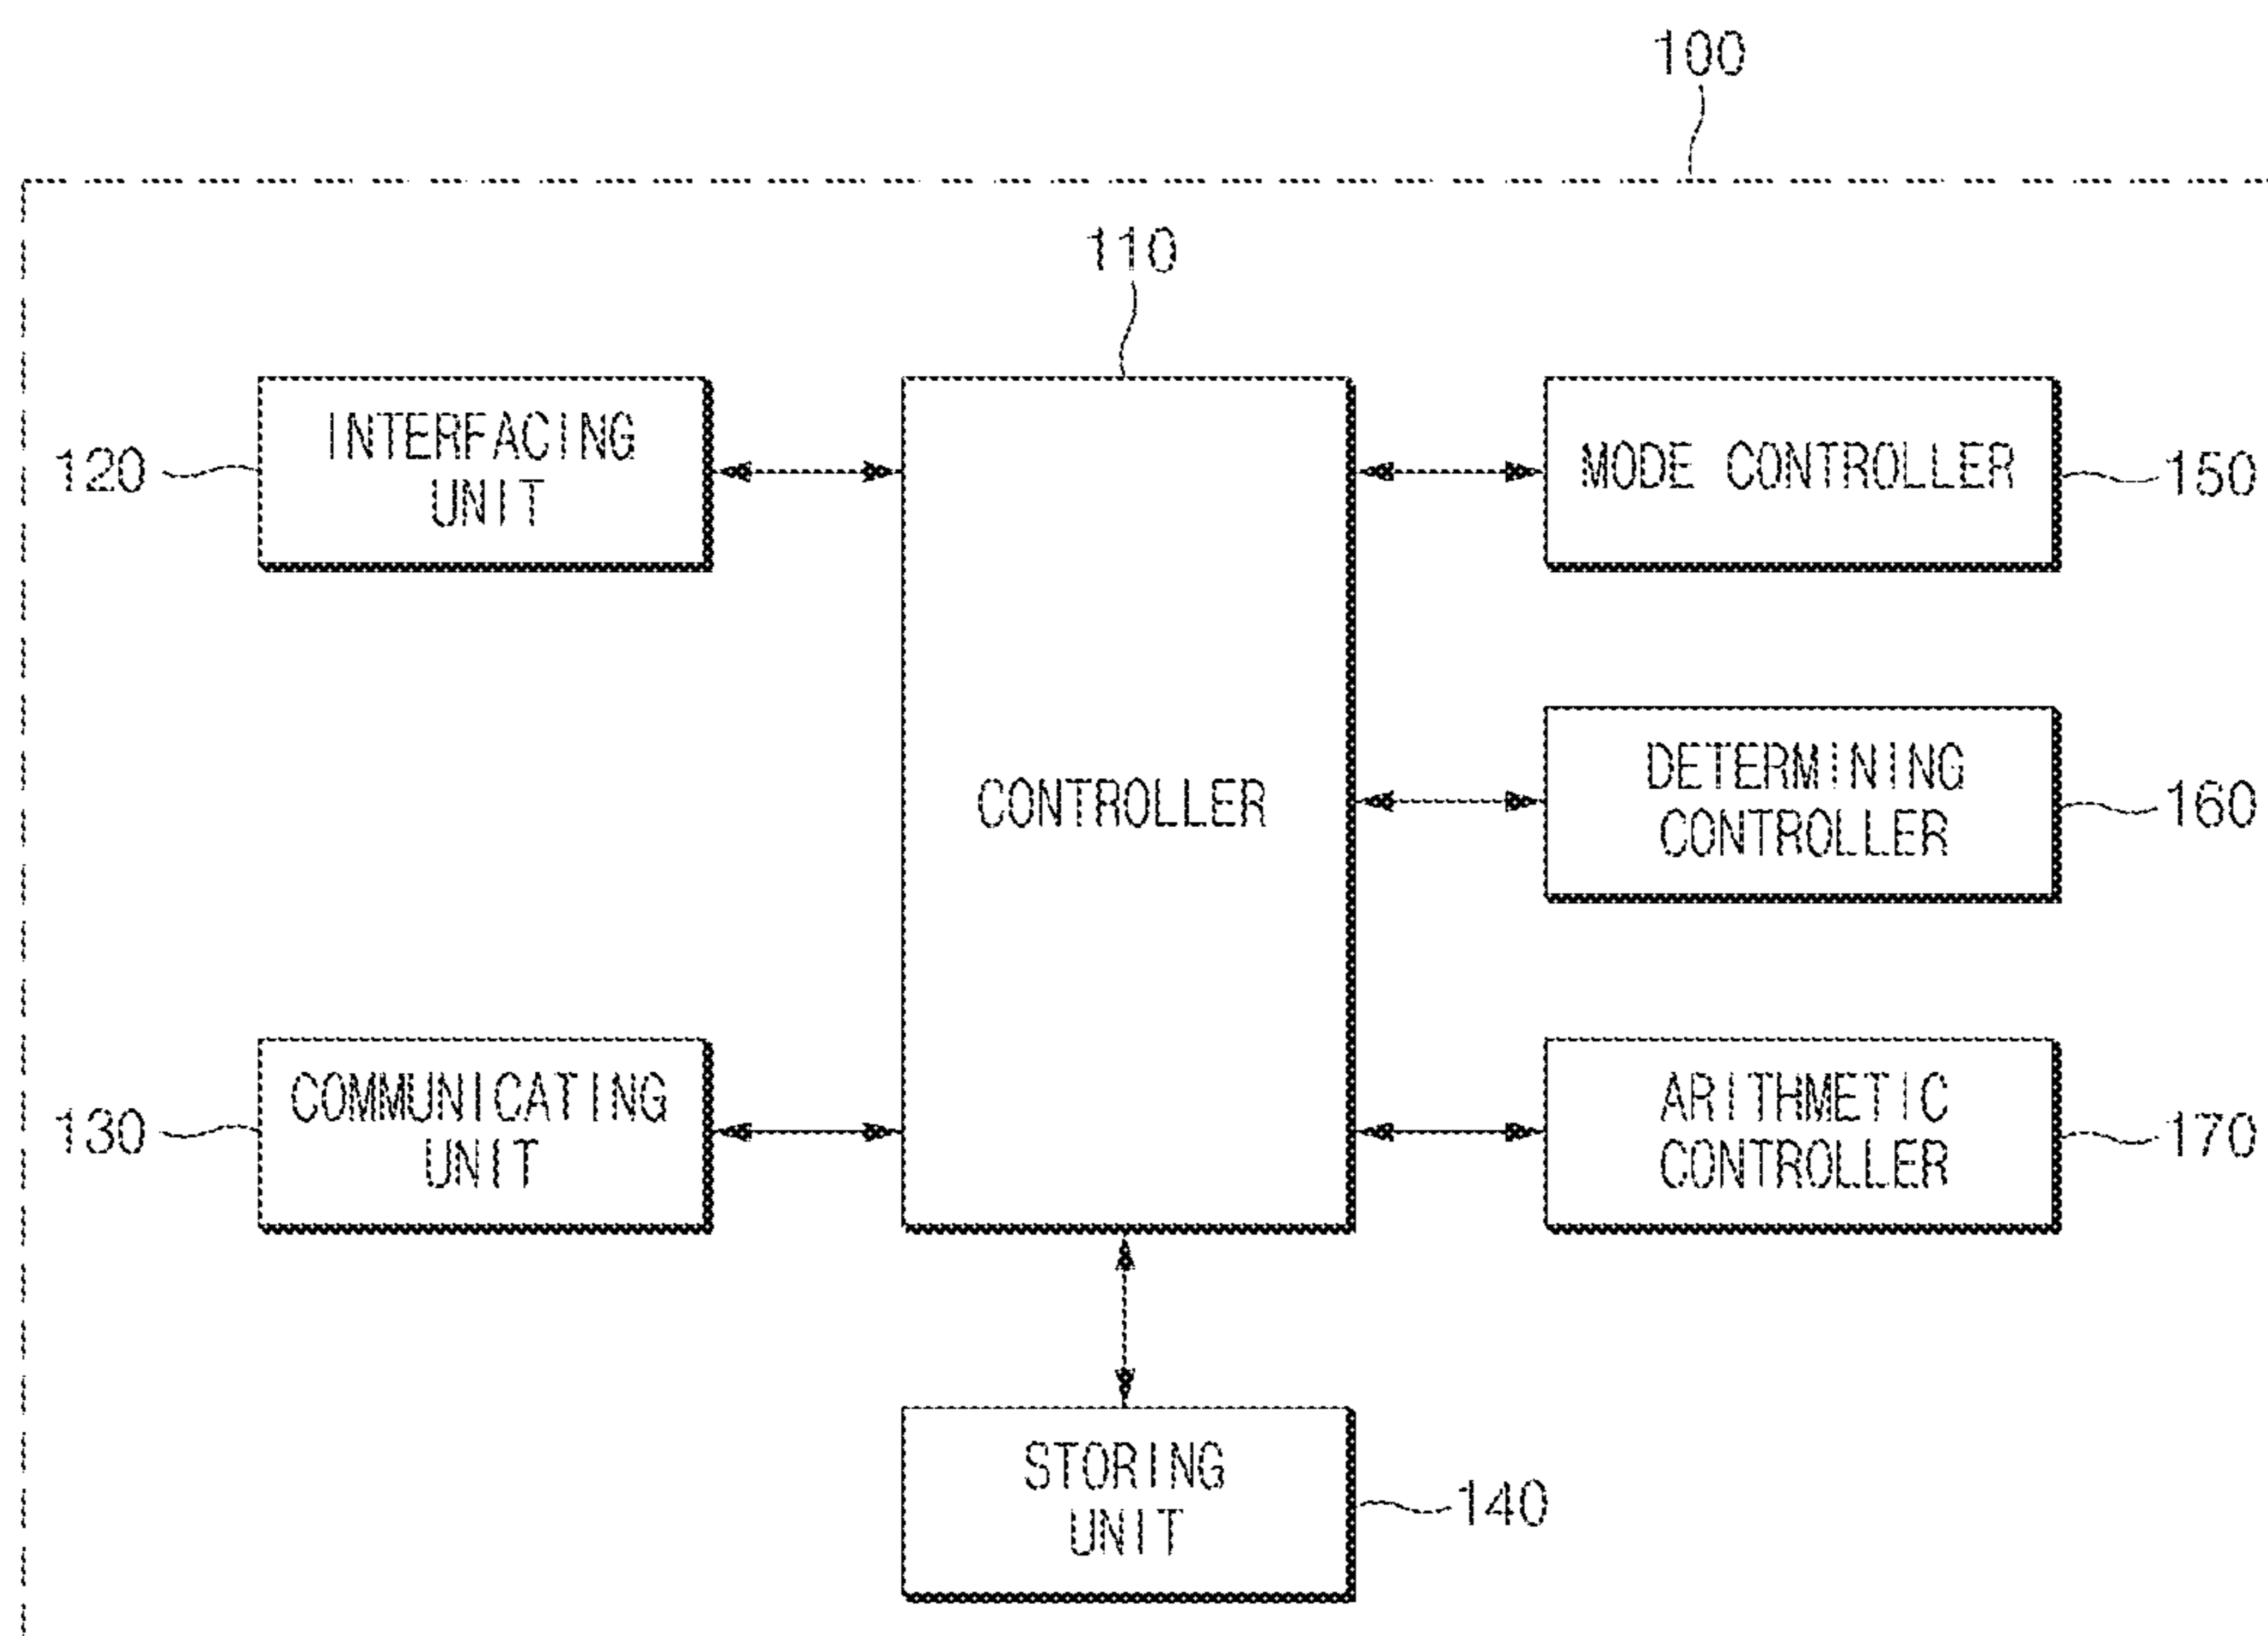 100
110
120
INTERFACING
UNIT
MODE CONTROLLER
150
CONTROLLER
DETERMINING
CONTROLLER
160
130
COMMUNICATING
UNIT
ARITHMETIC
CONTROLLER
170
STORING
UNIT
140